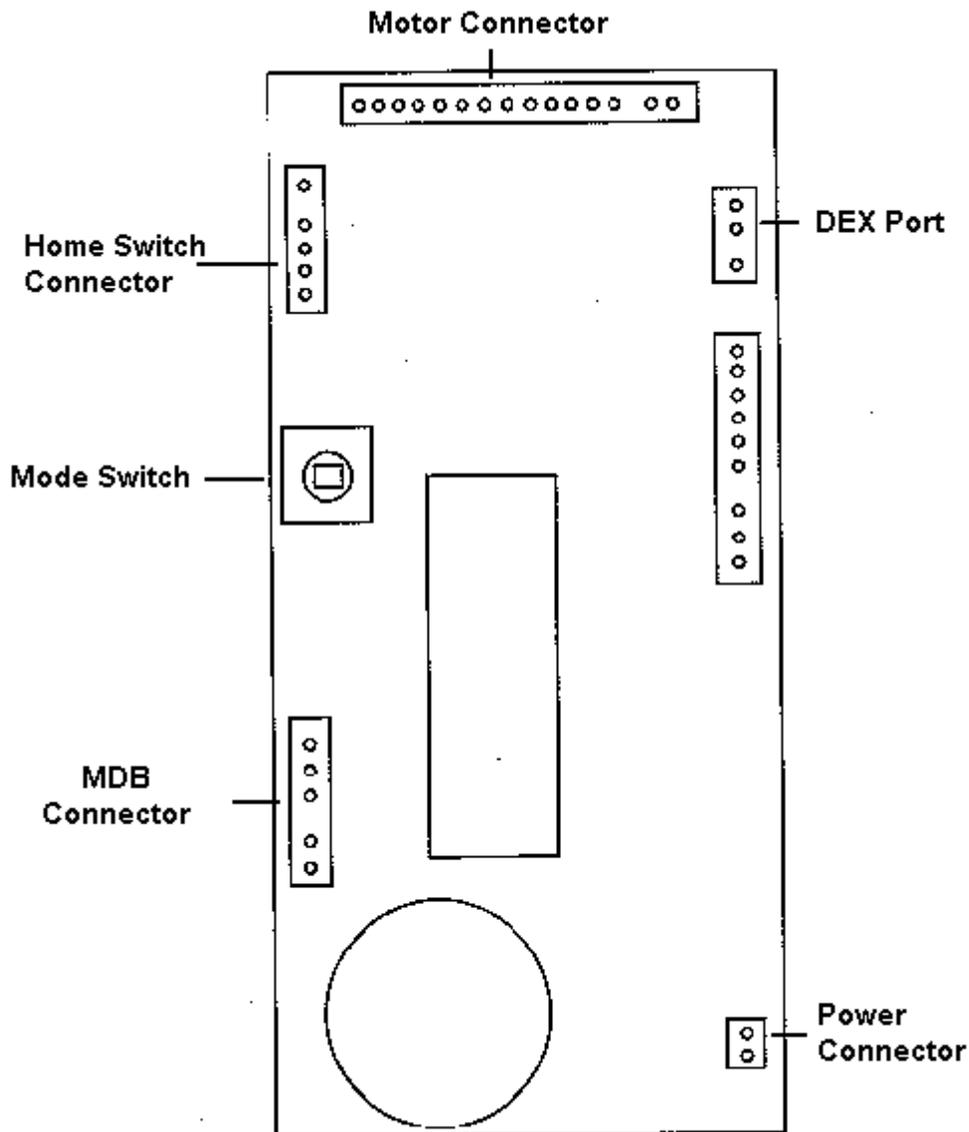 Motor Connector
Home Switch
Connector
DEX Port
Mode Switch
MDB
Connector
Power
Connector